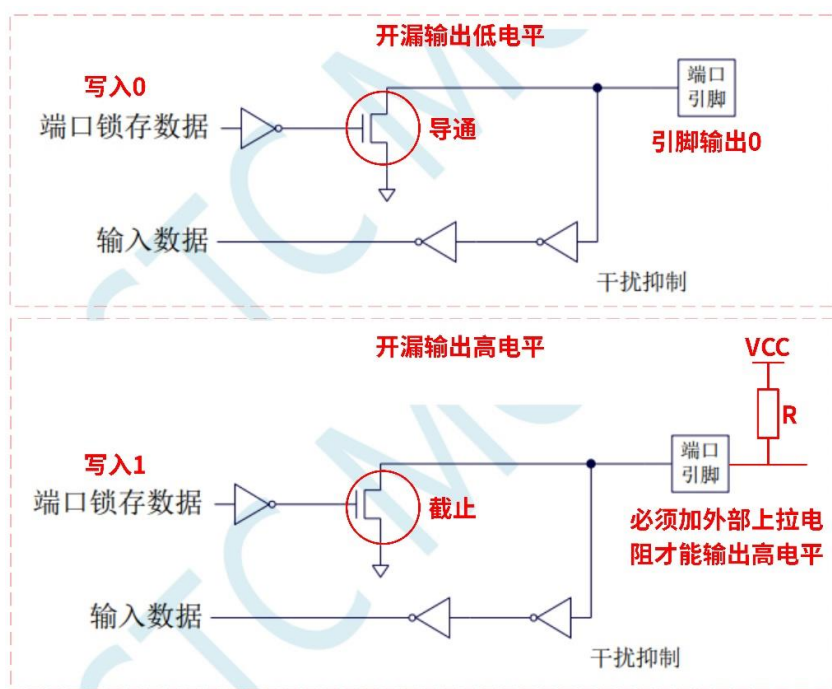 开漏输出低电平
写入0
端口锁存数据
导通
端口
引脚
引脚输出0
输入数据
干扰抑制
开漏输出高电平
VCC
R
写入1
端口锁存数据
截止
端口
引脚
必须加外部上拉电
阻才能输出高电平
输入数据
干扰抑制
STC MC
STC MC